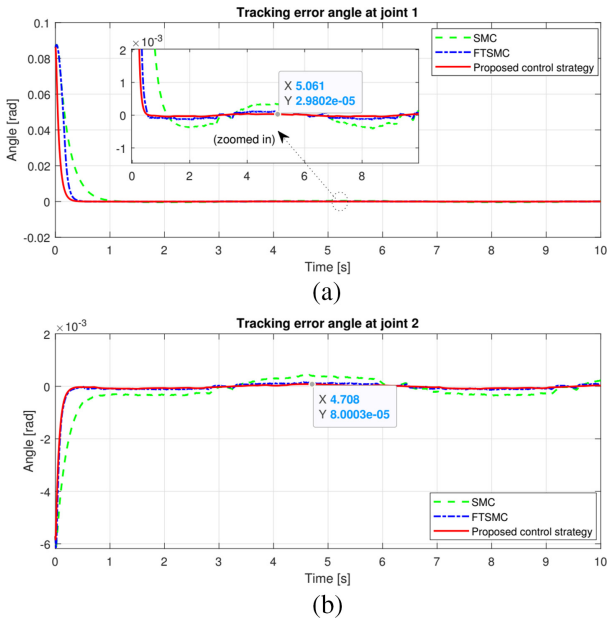 Tracking error angle at joint 1
0.1
0.08
0.06
0.04
0.02
0
-0.02
Angle [rad]
×10^-3
2
1
0
-1
0 2 4 6 8
X 5.061
Y 2.9802e-05
(zoomed in)
SMC
FTSMC
Proposed control strategy
0 1 2 3 4 5 6 7 8 9 10
Time [s]
(a)
Tracking error angle at joint 2
×10^-3
2
0
-2
-4
-6
Angle [rad]
X 4.708
Y 8.0003e-05
SMC
FTSMC
Proposed control strategy
0 1 2 3 4 5 6 7 8 9 10
Time [s]
(b)